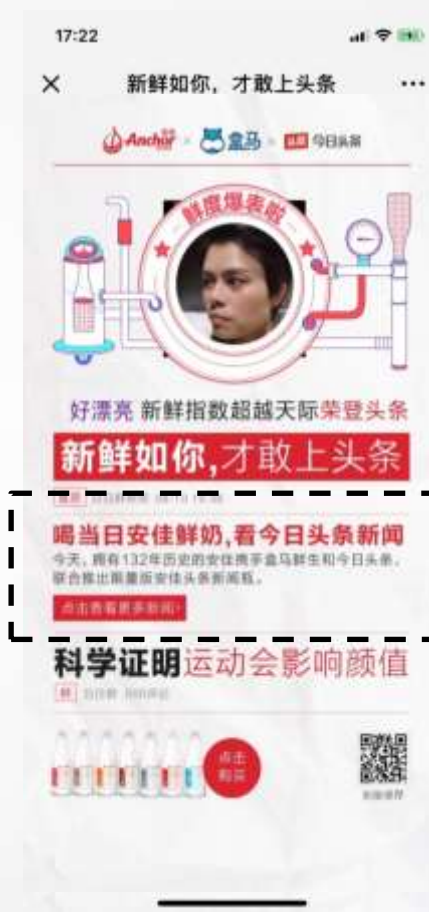 17:22
新鲜如你，才敢上头条
Anchor × 盒马 × 头条 今日头条
鲜度爆表啦
好漂亮 新鲜指数超越天际荣登头条
新鲜如你,才敢上头条
喝当日安佳鲜奶,看今日头条新闻
今天，拥有132年历史的安佳携手盒马鲜生和今日头条，
联合推出限量版安佳头条新闻瓶。
点击查看更多新闻
科学证明运动会影响颜值
点击
购买